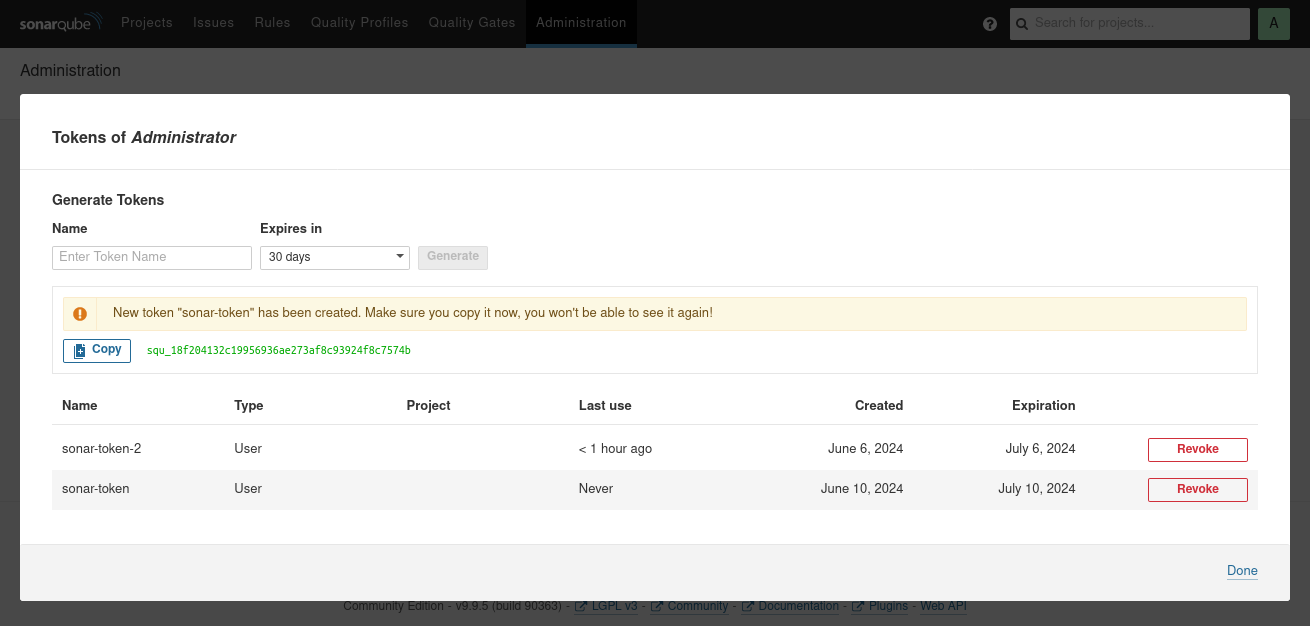 sonarqube Projects Issues Rules Quality Profiles Quality Gates Administration ? Search for projects... A
Administration
Tokens of Administrator
Generate Tokens
Name Expires in
Enter Token Name 30 days Generate
New token "sonar-token" has been created. Make sure you copy it now, you won't be able to see it again!
Copy squ_18f204132c19956936ae273af8c93924f8c7574b
Name Type Project Last use Created Expiration
sonar-token-2 User < 1 hour ago June 6, 2024 July 6, 2024 Revoke
sonar-token User Never June 10, 2024 July 10, 2024 Revoke
Done
Community Edition - v9.9.5 (build 90363) - LGPL v3 - Community - Documentation - Plugins - Web API